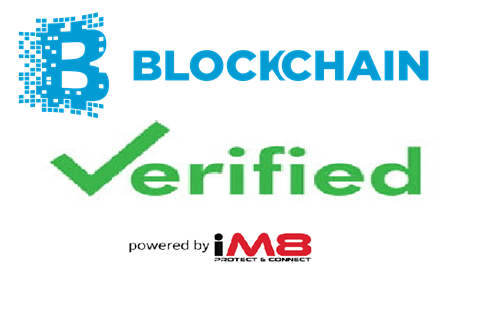 B BLOCKCHAIN
Verified
powered by iM8
PROTECT & CONNECT